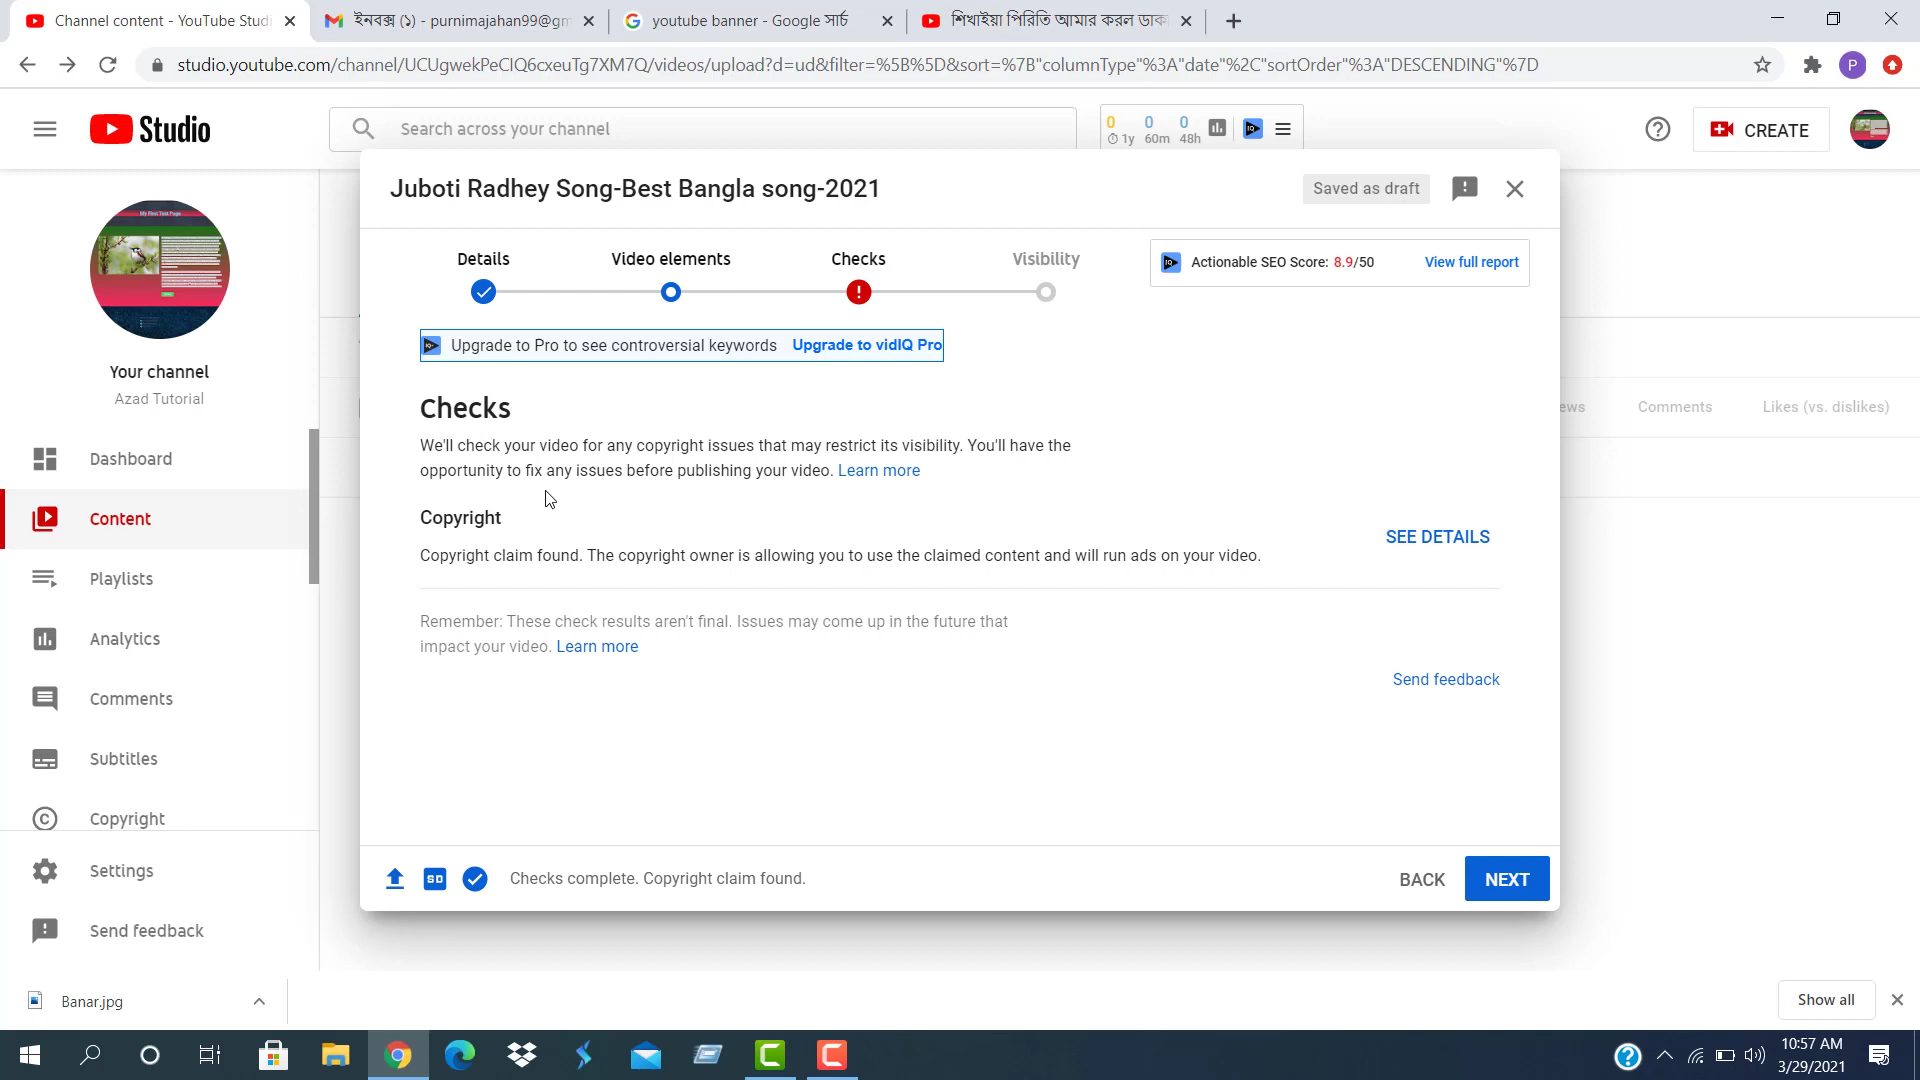 Channel content - YouTube Studi
ইনবক্স (১) - purnimajahan99@gm
youtube banner - Google সার্চ
শিখাইয়া পিরিতি আমার করল ডাক
studio.youtube.com/channel/UCUgwekPeCIQ6cxeuTg7XM7Q/videos/upload?d=ud&filter=%5B%5D&sort=%7B"columnType"%3A"date"%2C"sortOrder"%3A"DESCENDING"%7D
P
Studio
Search across your channel
0 0 0
1y 60m 48h
CREATE
Juboti Radhey Song-Best Bangla song-2021
Saved as draft
Details
Video elements
Checks
Visibility
Actionable SEO Score: 8.9/50
View full report
Upgrade to Pro to see controversial keywords Upgrade to vidIQ Pro
Checks
We'll check your video for any copyright issues that may restrict its visibility. You'll have the
opportunity to fix any issues before publishing your video. Learn more
Copyright
Copyright claim found. The copyright owner is allowing you to use the claimed content and will run ads on your video.
SEE DETAILS
Remember: These check results aren't final. Issues may come up in the future that
impact your video. Learn more
Send feedback
SD
Checks complete. Copyright claim found.
BACK
NEXT
My First Test Page
Your channel
Azad Tutorial
Dashboard
Content
Playlists
Analytics
Comments
Subtitles
Copyright
Settings
Send feedback
ews
Comments
Likes (vs. dislikes)
Banar.jpg
Show all
10:57 AM
3/29/2021